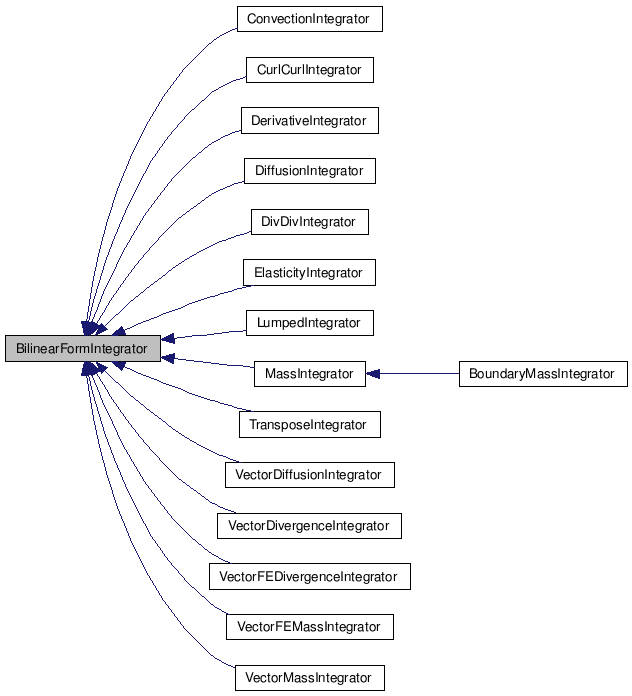 ConvectionIntegrator
CurlCurlIntegrator
DerivativeIntegrator
DiffusionIntegrator
DivDivIntegrator
ElasticityIntegrator
LumpedIntegrator
BilinearFormIntegrator
MassIntegrator
BoundaryMassIntegrator
TransposeIntegrator
VectorDiffusionIntegrator
VectorDivergenceIntegrator
VectorFEDivergenceIntegrator
VectorFEMassIntegrator
VectorMassIntegrator